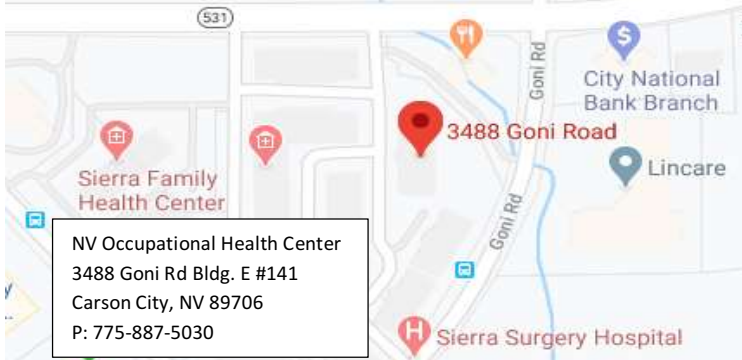 531
Goni Rd
City National
Bank Branch
3488 Goni Road
Lincare
Sierra Family
Health Center
Goni Rd
NV Occupational Health Center
3488 Goni Rd Bldg. E #141
Carson City, NV 89706
P: 775-887-5030
H
Sierra Surgery Hospital